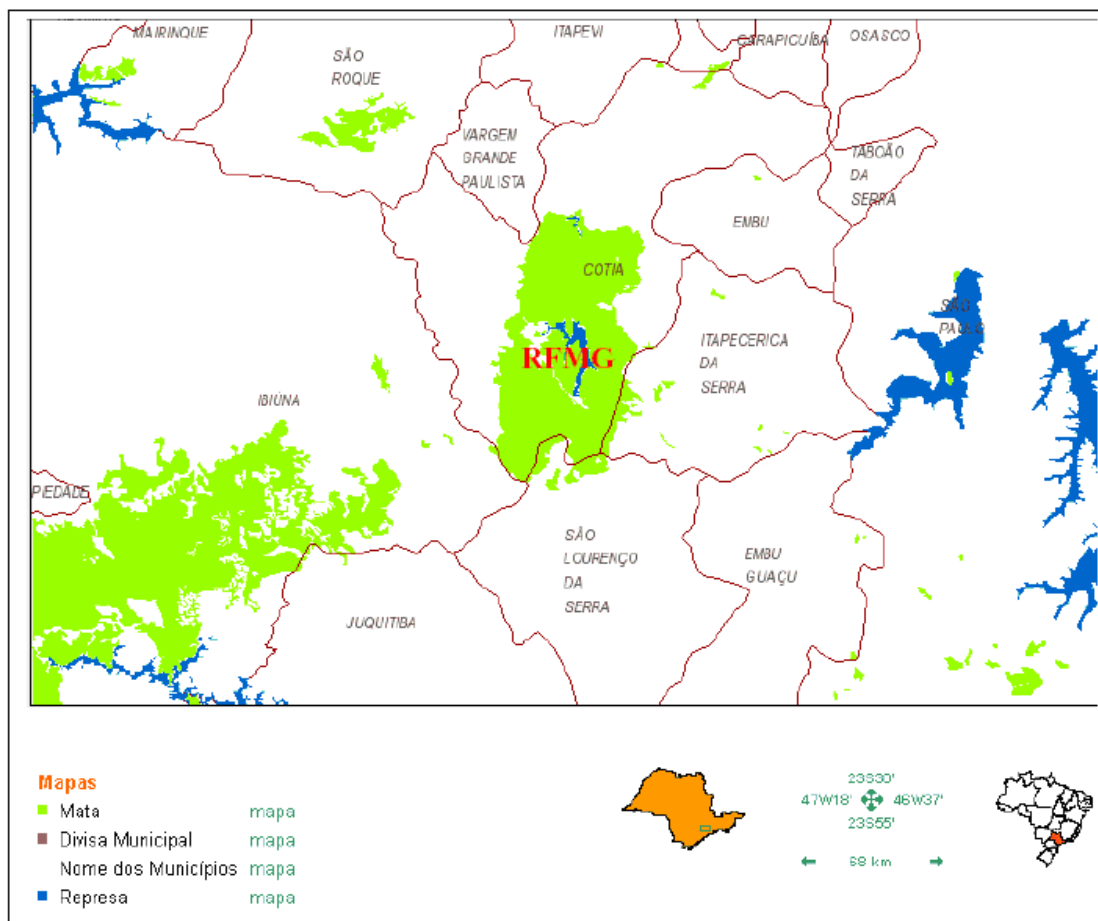 MAIRINQUE
ITAPEVI
CARAPICUÍBA
OSASCO
SÃO
ROQUE
VARGEM
GRANDE
PAULISTA
TABOÃO
DA
SERRA
EMBU
COTIA
SÃO
PAULO
ITAPECERICA
DA
SERRA
RFMG
IBIÚNA
PIEDADE
SÃO
LOURENÇO
DA
SERRA
EMBU
GUAÇU
JUQUITIBA
Mapas
Mata mapa
Divisa Municipal mapa
Nome dos Municípios mapa
Represa mapa
23S30'
47W18' 46W37'
23S55'
68 km